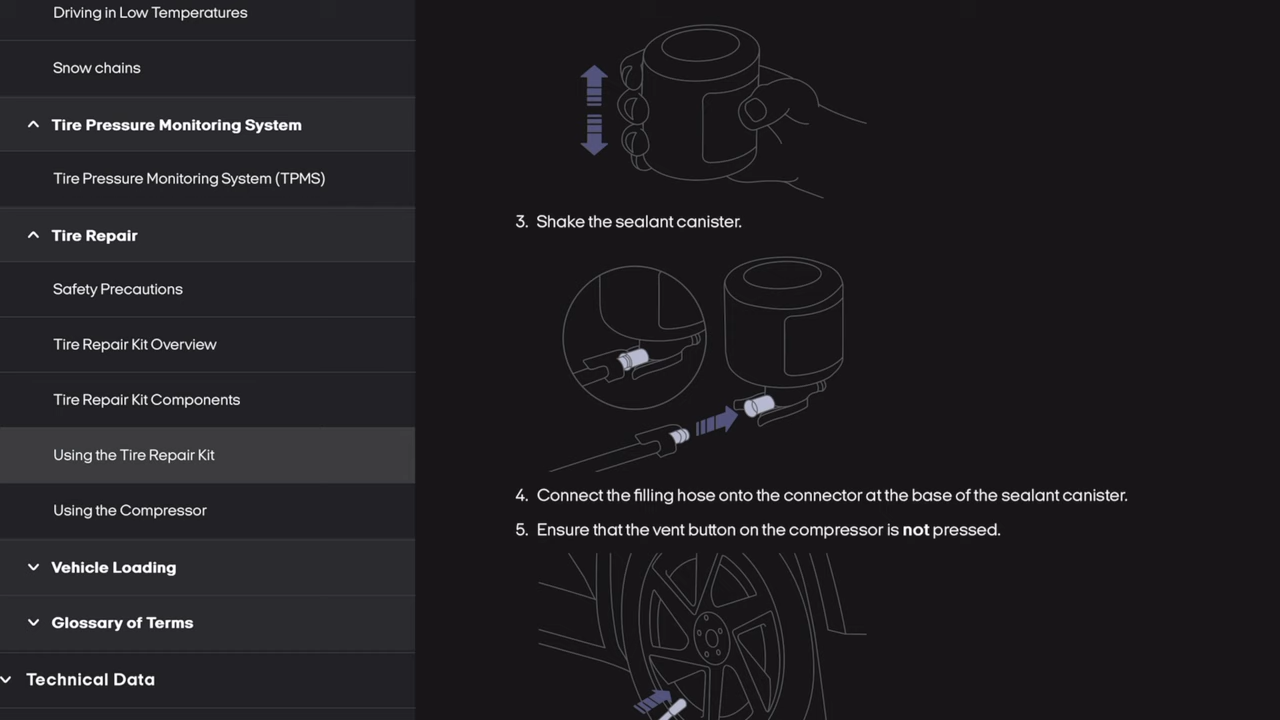 Driving in Low Temperatures
Snow chains
Tire Pressure Monitoring System
Tire Pressure Monitoring System (TPMS)
Tire Repair
Safety Precautions
Tire Repair Kit Overview
Tire Repair Kit Components
Using the Tire Repair Kit
Using the Compressor
Vehicle Loading
Glossary of Terms
Technical Data
3. Shake the sealant canister.
4. Connect the filling hose onto the connector at the base of the sealant canister.
5. Ensure that the vent button on the compressor is not pressed.